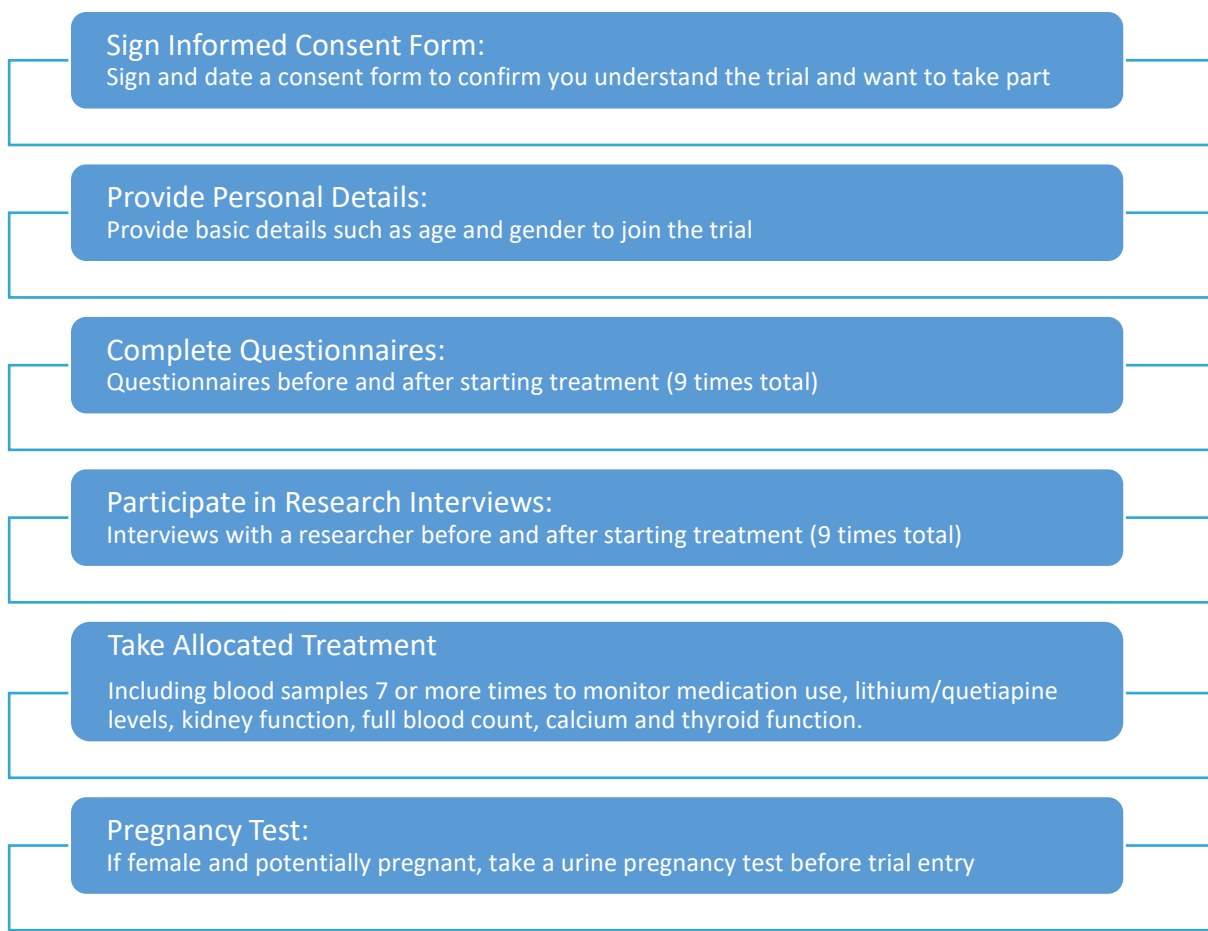 Sign Informed Consent Form:
Sign and date a consent form to confirm you understand the trial and want to take part
Provide Personal Details:
Provide basic details such as age and gender to join the trial
Complete Questionnaires:
Questionnaires before and after starting treatment (9 times total)
Participate in Research Interviews:
Interviews with a researcher before and after starting treatment (9 times total)
Take Allocated Treatment
Including blood samples 7 or more times to monitor medication use, lithium/quetiapine
levels, kidney function, full blood count, calcium and thyroid function.
Pregnancy Test:
If female and potentially pregnant, take a urine pregnancy test before trial entry